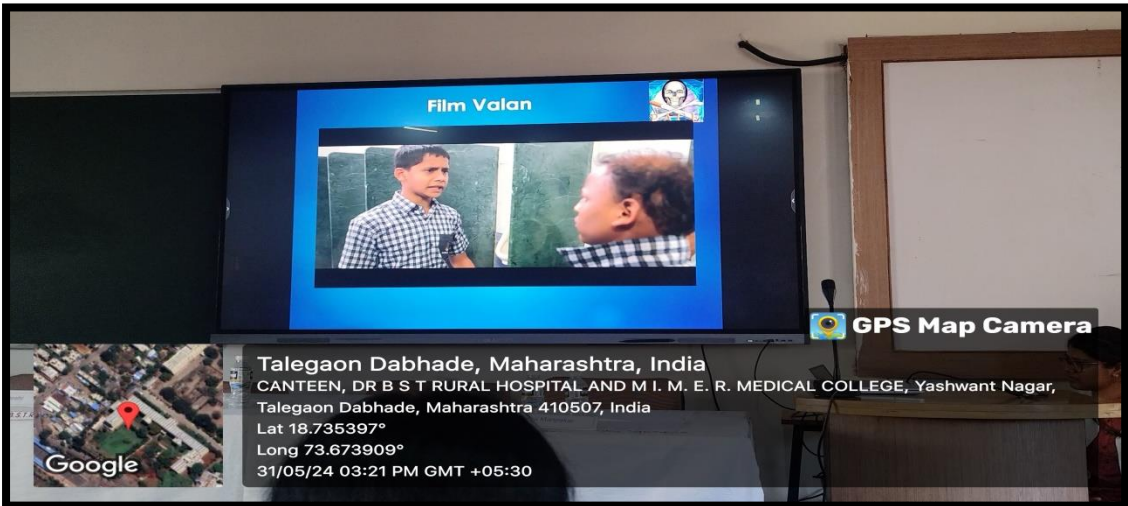 Film Valan
GPS Map Camera
Talegaon Dabhade, Maharashtra, India
CANTEEN, DR B S T RURAL HOSPITAL AND M I. M. E. R. MEDICAL COLLEGE, Yashwant Nagar,
Talegaon Dabhade, Maharashtra 410507, India
Lat 18.735397°
Long 73.673909°
31/05/24 03:21 PM GMT +05:30
Google